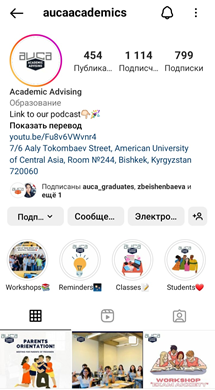 aucaacademics
auca
ACADEMIC
ADVISING
454
1 114
799
Публика...
Подписч...
Подписки
Academic Advising
Образование
Link to our podcast👇🏻🎉
Показать перевод
youtu.be/Fu8v6VWvnr4
7/6 Aaly Tokombaev Street, American University
of Central Asia, Room №244, Bishkek, Kyrgyzstan
720060
Подписаны auca_graduates, zbeishenbaeva и
ещё 1
Подп...
Сообще...
Электро...
Workshops📚
Reminders
Classes📝
Students❤️
PARENTS
ORIENTATION!
WORKSHOP